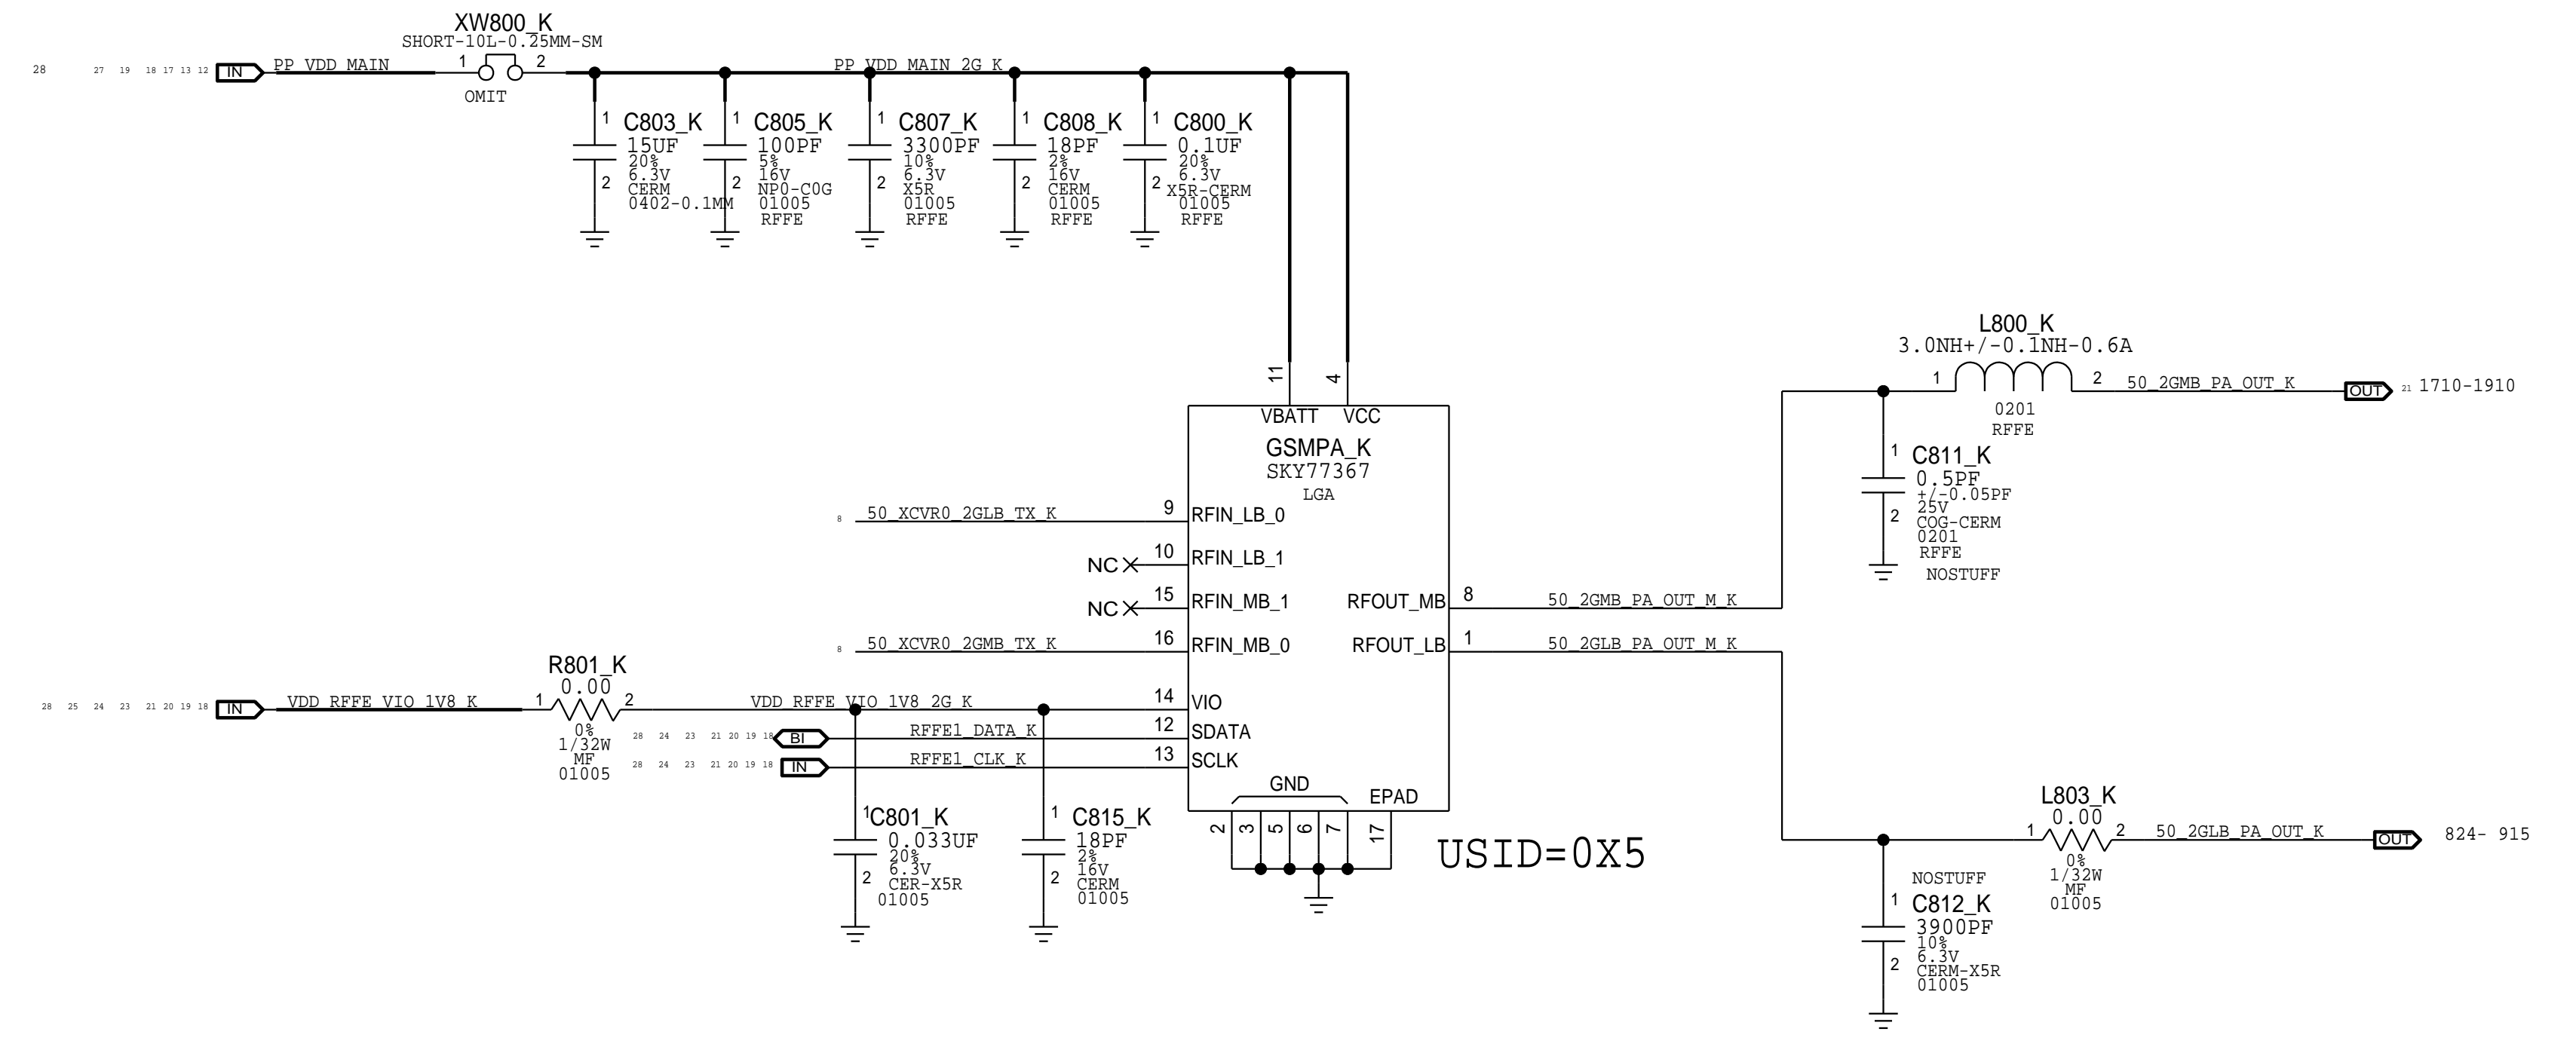 XW800_K
SHORT-10L-0.25MM-SM
28 27 19 18 17 13 12 IN PP_VDD_MAIN 1 2 PP_VDD_MAIN_2G_K
OMIT
1 C803_K
15UF
20%
6.3V
2 CERM
0402-0.1MM
1 C805_K
100PF
5%
16V
2 NP0-C0G
01005
RFFE
1 C807_K
3300PF
10%
6.3V
2 X5R
01005
RFFE
1 C808_K
18PF
2%
16V
2 CERM
01005
RFFE
1 C800_K
0.1UF
20%
6.3V
2 X5R-CERM
01005
RFFE
11 4
VBATT VCC
GSMPA_K
SKY77367
LGA
8 50_XCVR0_2GLB_TX_K 9 RFIN_LB_0
NC 10 RFIN_LB_1
NC 15 RFIN_MB_1
8 50_XCVR0_2GMB_TX_K 16 RFIN_MB_0
RFOUT_MB 8 50_2GMB_PA_OUT_M_K
RFOUT_LB 1 50_2GLB_PA_OUT_M_K
L800_K
3.0NH+/-0.1NH-0.6A
1 2 50_2GMB_PA_OUT_K OUT 21 1710-1910
0201
RFFE
1 C811_K
0.5PF
+/-0.05PF
25V
2 COG-CERM
0201
RFFE
NOSTUFF
R801_K
0.00
28 25 24 23 21 20 19 18 IN VDD_RFFE_VIO_1V8_K 1 2 VDD_RFFE_VIO_1V8_2G_K 14 VIO
0%
1/32W
MF
01005
28 24 23 21 20 19 18 BI RFFE1_DATA_K 12 SDATA
28 24 23 21 20 19 18 IN RFFE1_CLK_K 13 SCLK
GND EPAD
2 3 5 6 7 17
1 C801_K
0.033UF
20%
6.3V
2 CER-X5R
01005
1 C815_K
18PF
2%
16V
2 CERM
01005
USID=0X5
L803_K
0.00
1 2 50_2GLB_PA_OUT_K OUT 824- 915
0%
1/32W
MF
01005
NOSTUFF
1 C812_K
3900PF
10%
6.3V
2 CERM-X5R
01005